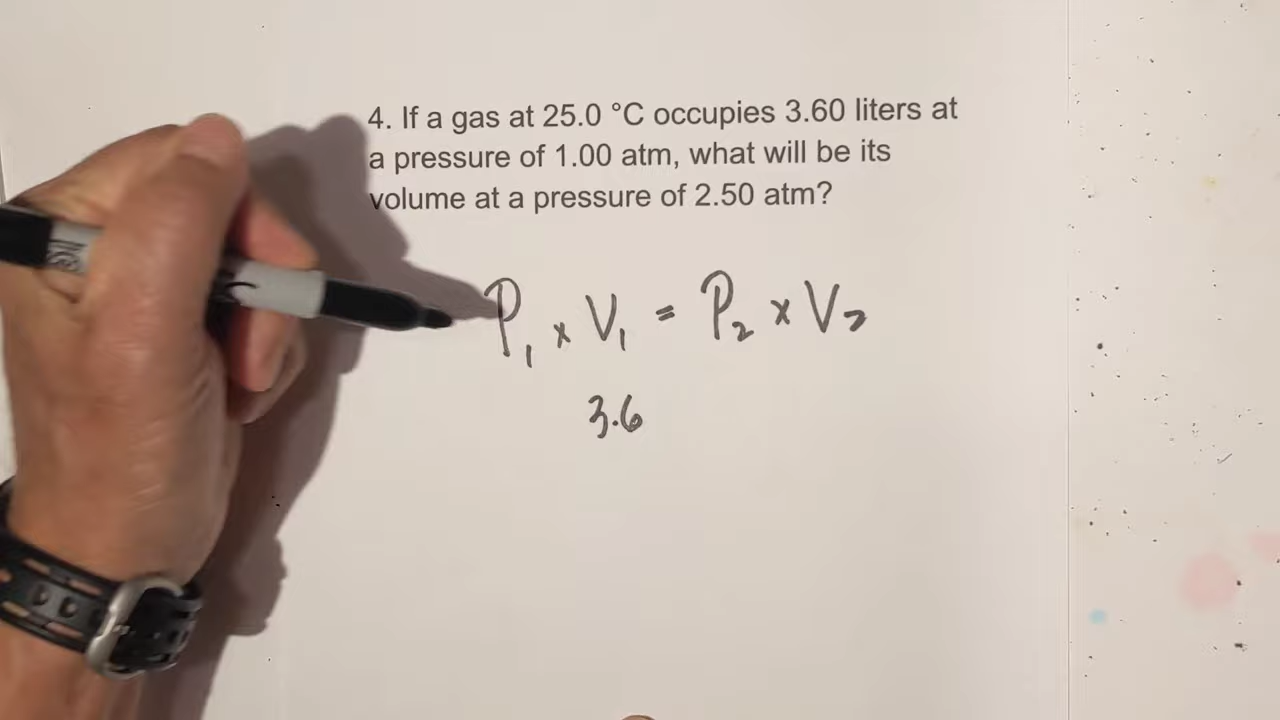 4. If a gas at 25.0 °C occupies 3.60 liters at
a pressure of 1.00 atm, what will be its
volume at a pressure of 2.50 atm?
P₁ × V₁ = P₂ × V₂
3.6